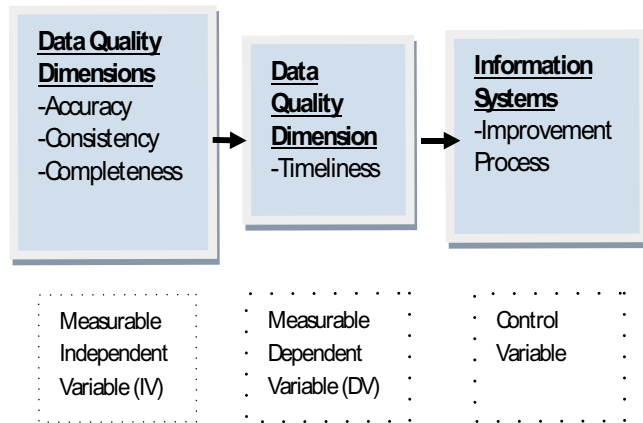 Data Quality
Dimensions
-Accuracy
-Consistency
-Completeness
Data
Quality
Dimension
-Timeliness
Information
Systems
-Improvement
Process
Measurable
Independent
Variable (IV)
Measurable
Dependent
Variable (DV)
Control
Variable